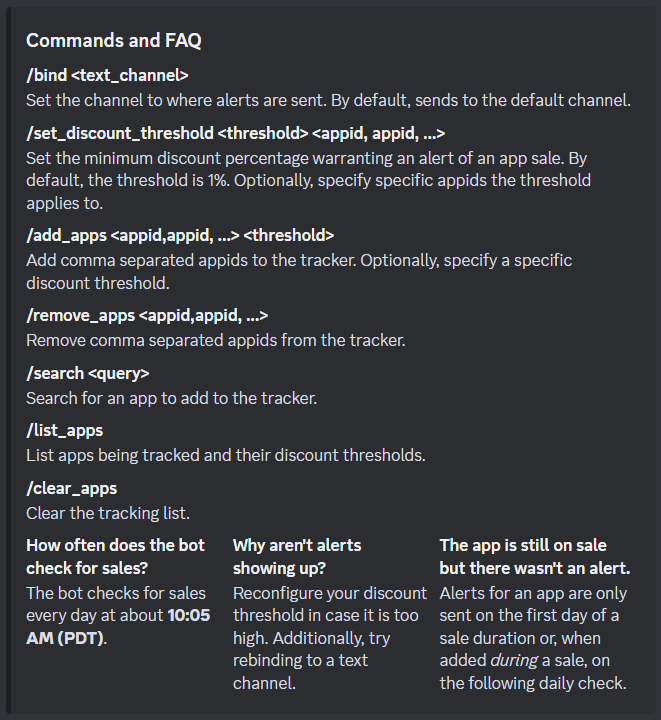 Commands and FAQ
/bind <text_channel>
Set the channel to where alerts are sent. By default, sends to the default channel.
/set_discount_threshold <threshold> <appid, appid, ...>
Set the minimum discount percentage warranting an alert of an app sale. By
default, the threshold is 1%. Optionally, specify specific appids the threshold
applies to.
/add_apps <appid,appid, ...> <threshold>
Add comma separated appids to the tracker. Optionally, specify a specific
discount threshold.
/remove_apps <appid,appid, ...>
Remove comma separated appids from the tracker.
/search <query>
Search for an app to add to the tracker.
/list_apps
List apps being tracked and their discount thresholds.
/clear_apps
Clear the tracking list.
How often does the bot
check for sales?
The bot checks for sales
every day at about 10:05
AM (PDT).
Why aren't alerts
showing up?
Reconfigure your discount
threshold in case it is too
high. Additionally, try
rebinding to a text
channel.
The app is still on sale
but there wasn't an alert.
Alerts for an app are only
sent on the first day of a
sale duration or, when
added during a sale, on
the following daily check.